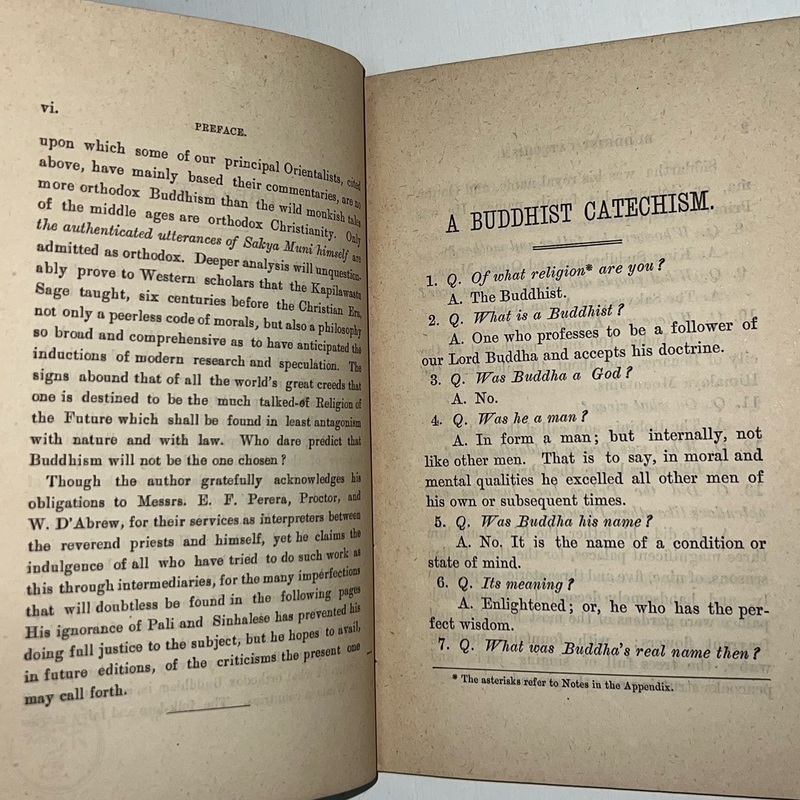 vi.
PREFACE.
upon which some of our principal Orientalists, cited
above, have mainly based their commentaries, are no
more orthodox Buddhism than the wild monkish tales
of the middle ages are orthodox Christianity. Only
the authenticated utterances of Sakya Muni himself are
admitted as orthodox. Deeper analysis will unquestion-
ably prove to Western scholars that the Kapilawastu
Sage taught, six centuries before the Christian Era,
not only a peerless code of morals, but also a philosophy
so broad and comprehensive as to have anticipated the
inductions of modern research and speculation. The
signs abound that of all the world's great creeds that
one is destined to be the much talked-of Religion of
the Future which shall be found in least antagonism
with nature and with law. Who dare predict that
Buddhism will not be the one chosen?
Though the author gratefully acknowledges his
obligations to Messrs. E. F. Perera, Proctor, and
W. D'Abrew, for their services as interpreters between
the reverend priests and himself, yet he claims the
indulgence of all who have tried to do such work as
this through intermediaries, for the many imperfections
that will doubtless be found in the following pages
His ignorance of Pali and Sinhalese has prevented his
doing full justice to the subject, but he hopes to avail,
in future editions, of the criticisms the present one
may call forth.
A BUDDHIST CATECHISM.
1. Q. Of what religion* are you?
A. The Buddhist.
2. Q. What is a Buddhist?
A. One who professes to be a follower of
our Lord Buddha and accepts his doctrine.
3. Q. Was Buddha a God?
A. No.
4. Q. Was he a man?
A. In form a man; but internally, not
like other men. That is to say, in moral and
mental qualities he excelled all other men of
his own or subsequent times.
5. Q. Was Buddha his name?
A. No. It is the name of a condition or
state of mind.
6. Q. Its meaning?
A. Enlightened; or, he who has the per-
fect wisdom.
7. Q. What was Buddha's real name then?
* The asterisks refer to Notes in the Appendix.